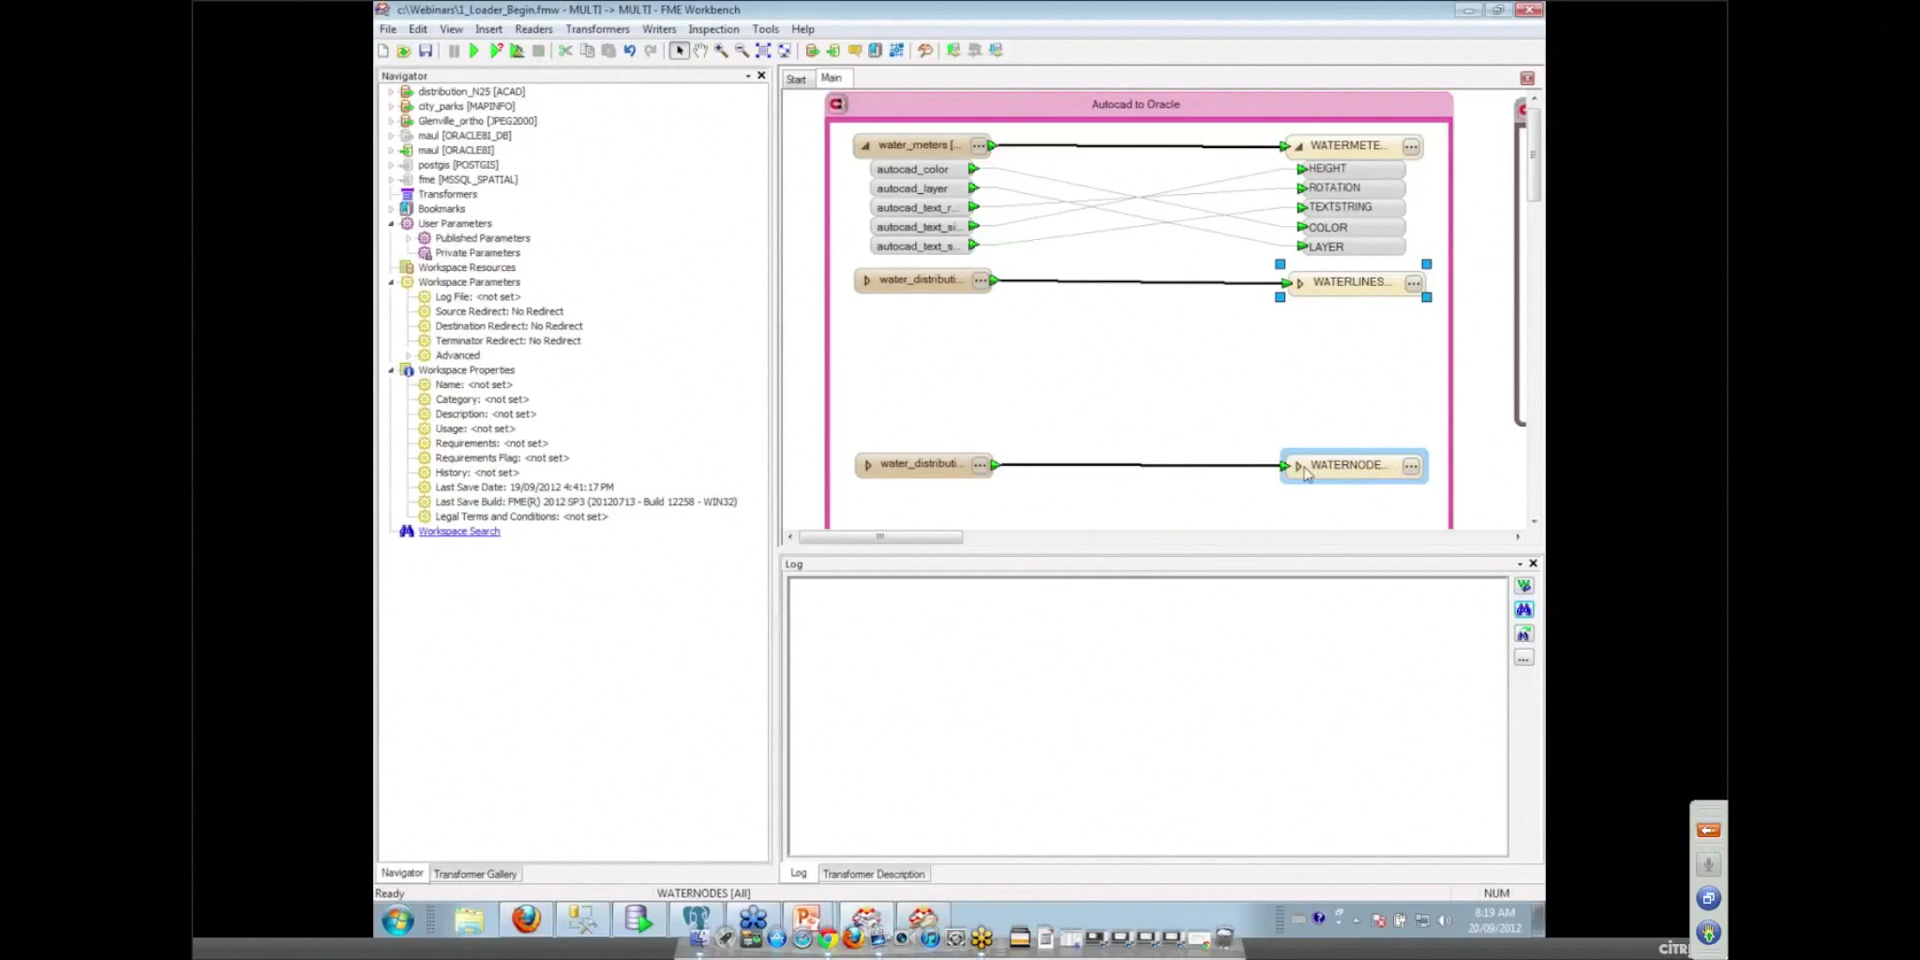 c:\Webinars\1_Loader_Begin.fmw - MULTI -> MULTI - FME Workbench
File Edit View Insert Readers Transformers Writers Inspection Tools Help
Navigator
distribution_N25 [ACAD]
city_parks [MAPINFO]
Glenville_ortho [JPEG2000]
maul [ORACLE8I_DB]
maul [ORACLE8I]
postgis [POSTGIS]
fme [MSSQL_SPATIAL]
Transformers
Bookmarks
User Parameters
Published Parameters
Private Parameters
Workspace Resources
Workspace Parameters
Log File: <not set>
Source Redirect: No Redirect
Destination Redirect: No Redirect
Terminator Redirect: No Redirect
Advanced
Workspace Properties
Name: <not set>
Category: <not set>
Description: <not set>
Usage: <not set>
Requirements: <not set>
Requirements Flag: <not set>
History: <not set>
Last Save Date: 19/09/2012 4:41:17 PM
Last Save Build: FME(R) 2012 SP3 (20120713 - Build 12258 - WIN32)
Legal Terms and Conditions: <not set>
Workspace Search
Navigator Transformer Gallery
Start Main
Autocad to Oracle
water_meters [... WATERMETE...
autocad_color HEIGHT
autocad_layer ROTATION
autocad_text_r... TEXTSTRING
autocad_text_si... COLOR
autocad_text_s... LAYER
water_distributi... WATERLINES...
water_distributi... WATERNODE...
Log
Log Transformer Description
Ready WATERNODES [All] NUM
8:19 AM
20/09/2012